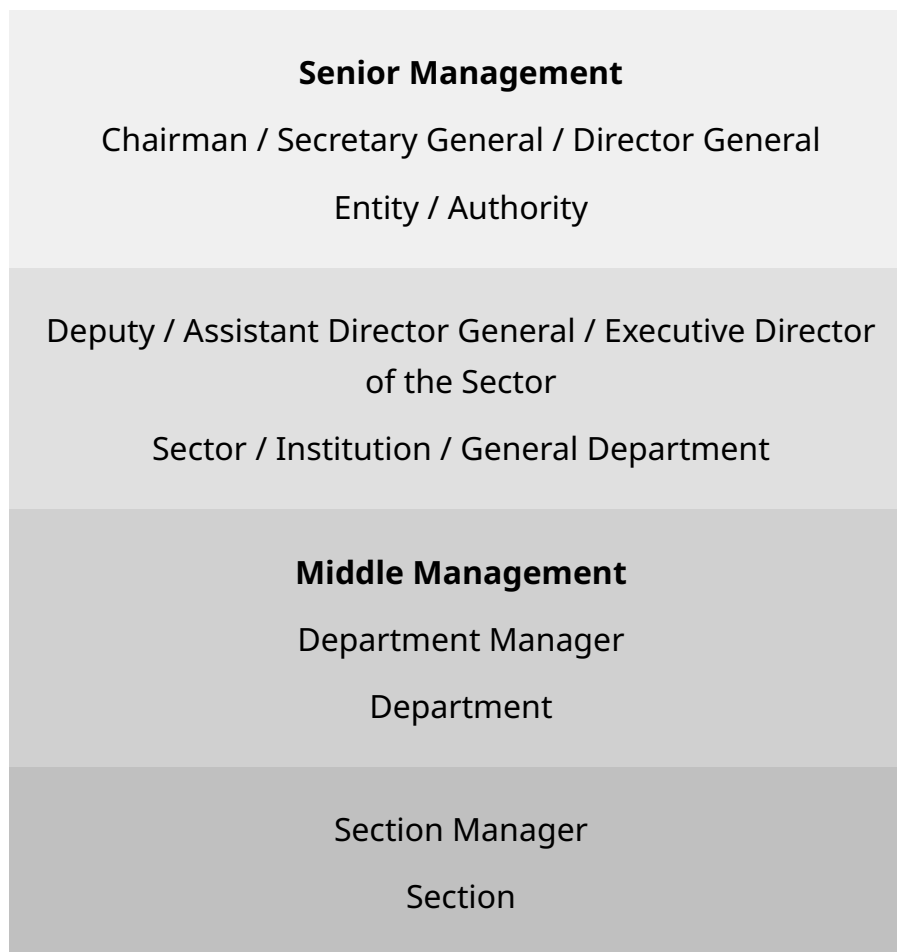 Senior Management
Chairman / Secretary General / Director General
Entity / Authority
Deputy / Assistant Director General / Executive Director
of the Sector
Sector / Institution / General Department
Middle Management
Department Manager
Department
Section Manager
Section